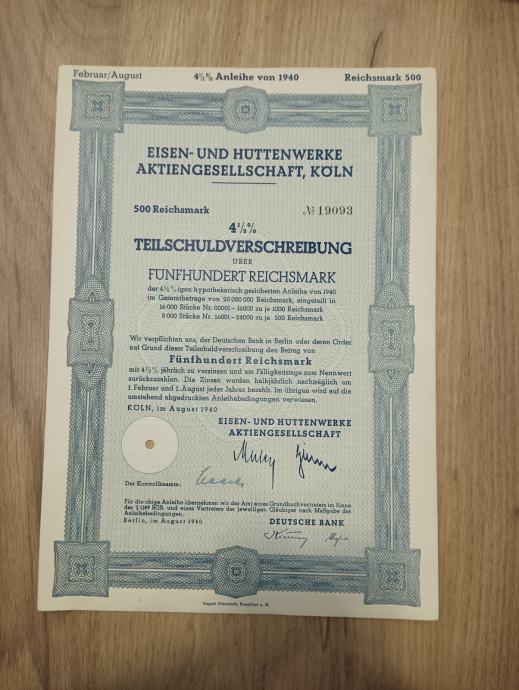 Februar/August 4½% Anleihe von 1940 Reichsmark 500
EISEN- UND HÜTTENWERKE
AKTIENGESELLSCHAFT, KÖLN
500 Reichsmark № 19093
4½%
TEILSCHULDVERSCHREIBUNG
ÜBER
FÜNFHUNDERT REICHSMARK
der 4½%igen hypothekarisch gesicherten Anleihe von 1940
im Gesamtbetrage von 20 000 000 Reichsmark, eingeteilt in
16 000 Stücke Nr. 00001-16000 zu je 1000 Reichsmark
8 000 Stücke Nr. 16001-24000 zu je 500 Reichsmark
Wir verpflichten uns, der Deutschen Bank in Berlin oder deren Order
auf Grund dieser Teilschuldverschreibung den Betrag von
Fünfhundert Reichsmark
mit 4½% jährlich zu verzinsen und am Fälligkeitstage zum Nennwert
zurückzuzahlen. Die Zinsen werden halbjährlich nachträglich am
1. Februar und 1. August jedes Jahres bezahlt. Im übrigen wird auf die
umstehend abgedruckten Anleihebedingungen verwiesen.
KÖLN, im August 1940
EISEN- UND HÜTTENWERKE
AKTIENGESELLSCHAFT
Der Kontrollbeamte:
Für die obige Anleihe übernehmen wir das Amt eines Grundbuchvertreters im Sinne
des § 1189 BGB. und eines Vertreters der jeweiligen Gläubiger nach Maßgabe der
Anleihebedingungen.
Berlin, im August 1940
DEUTSCHE BANK
August Osterrieth, Frankfurt a. M.